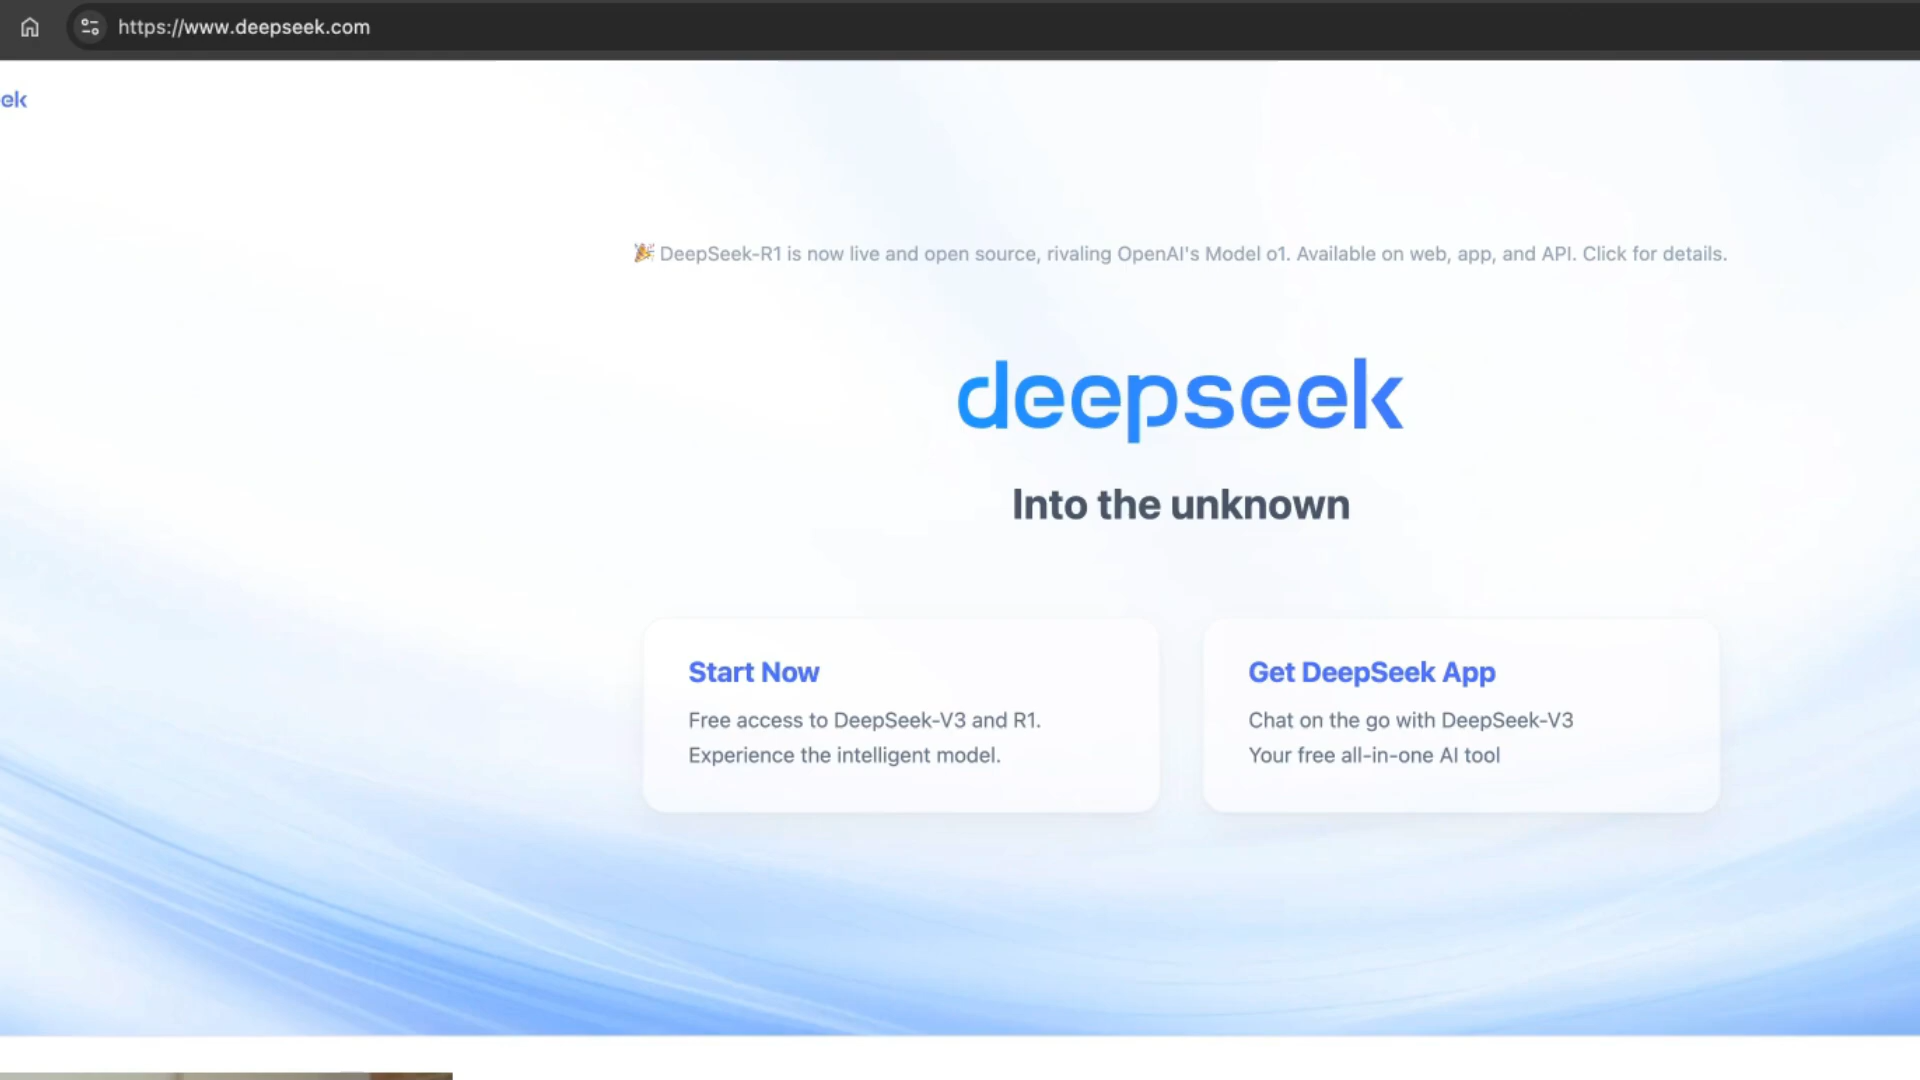 https://www.deepseek.com
ek
🎉 DeepSeek-R1 is now live and open source, rivaling OpenAI's Model o1. Available on web, app, and API. Click for details.
deepseek
Into the unknown
Start Now
Free access to DeepSeek-V3 and R1.
Experience the intelligent model.
Get DeepSeek App
Chat on the go with DeepSeek-V3
Your free all-in-one AI tool